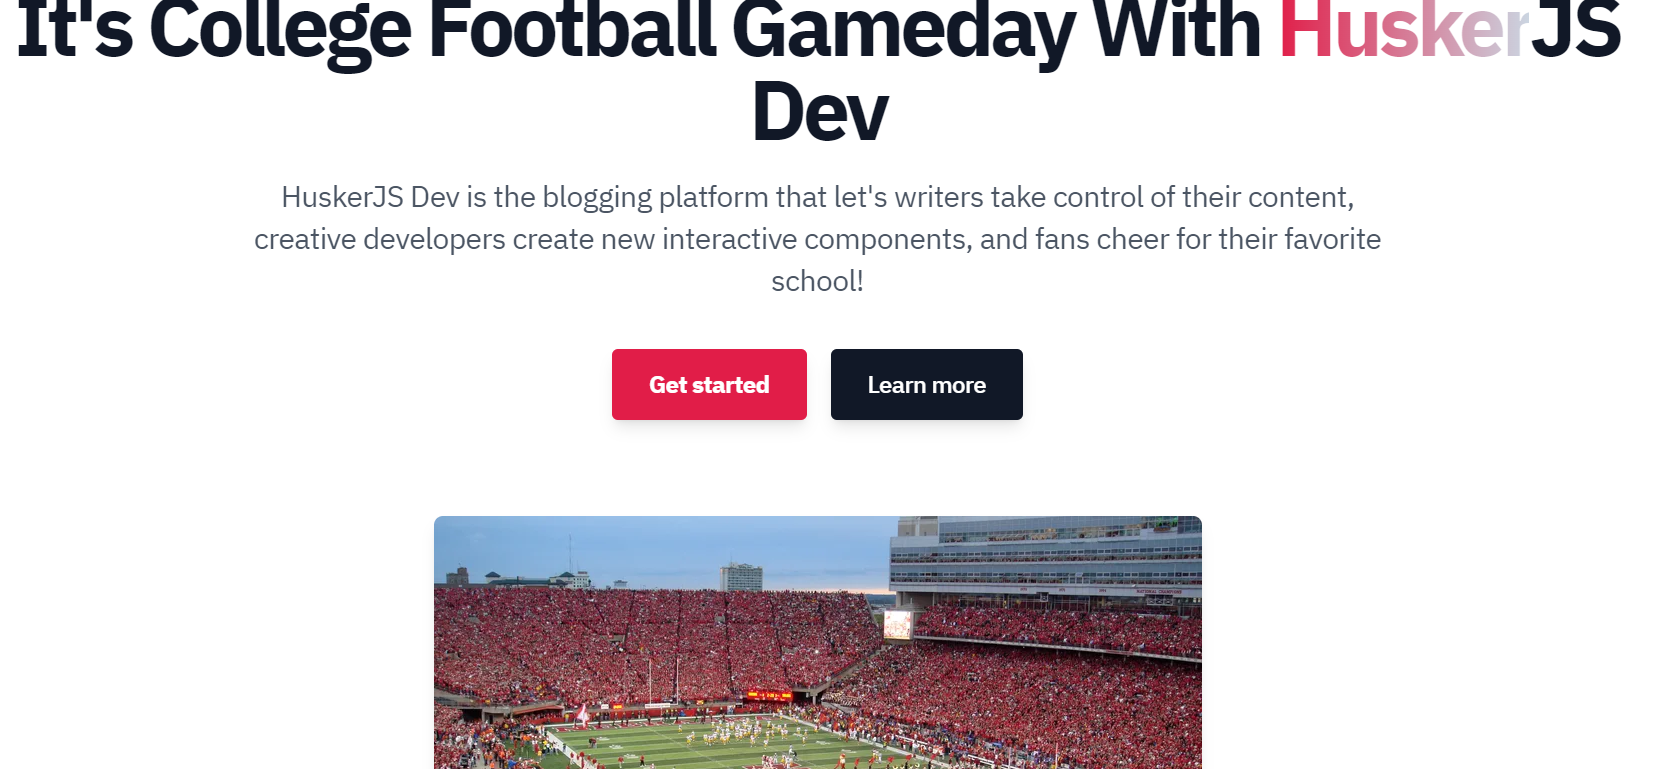 It's College Football Gameday With HuskerJS
Dev
HuskerJS Dev is the blogging platform that let's writers take control of their content,
creative developers create new interactive components, and fans cheer for their favorite
school!
Get started
Learn more
NATIONAL CHAMPIONS